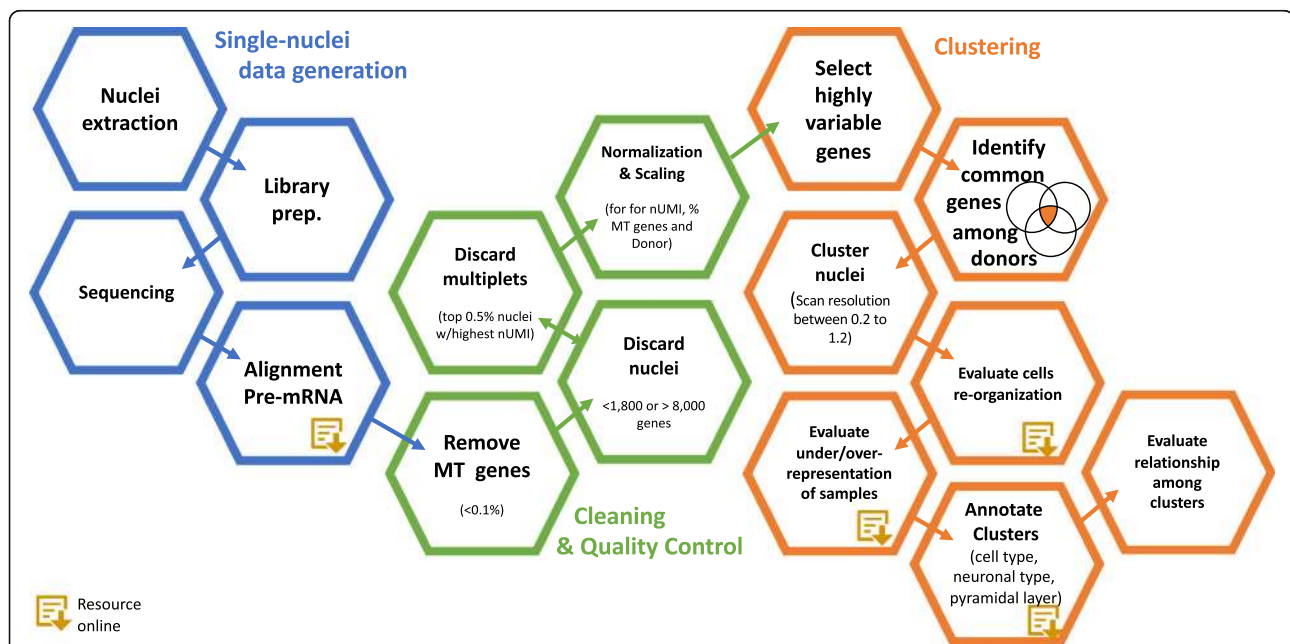 Single-nuclei
data generation
Nuclei
extraction
Library
prep.
Sequencing
Alignment
Pre-mRNA
Remove
MT genes
(<0.1%)
Discard
nuclei
<1,800 or > 8,000
genes
Discard
multiplets
(top 0.5% nuclei
w/highest nUMI)
Normalization
& Scaling
(for for nUMI, %
MT genes and
Donor)
Cleaning
& Quality Control
Clustering
Select
highly
variable
genes
Identify
common
genes
among
donors
Cluster
nuclei
(Scan resolution
between 0.2 to
1.2)
Evaluate cells
re-organization
Evaluate
under/over-
representation
of samples
Annotate
Clusters
(cell type,
neuronal type,
pyramidal layer)
Evaluate
relationship
among
clusters
Resource
online